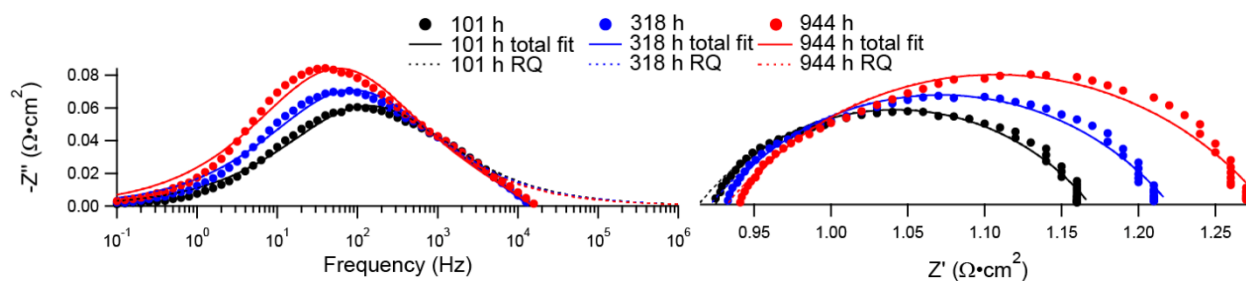 101 h 318 h 944 h
101 h total fit 318 h total fit 944 h total fit
101 h RQ 318 h RQ 944 h RQ
-Z'' (Ω•cm²)
0.08
0.06
0.04
0.02
0.00
10⁻¹ 10⁰ 10¹ 10² 10³ 10⁴ 10⁵ 10⁶
Frequency (Hz)
0.95 1.00 1.05 1.10 1.15 1.20 1.25
Z' (Ω•cm²)